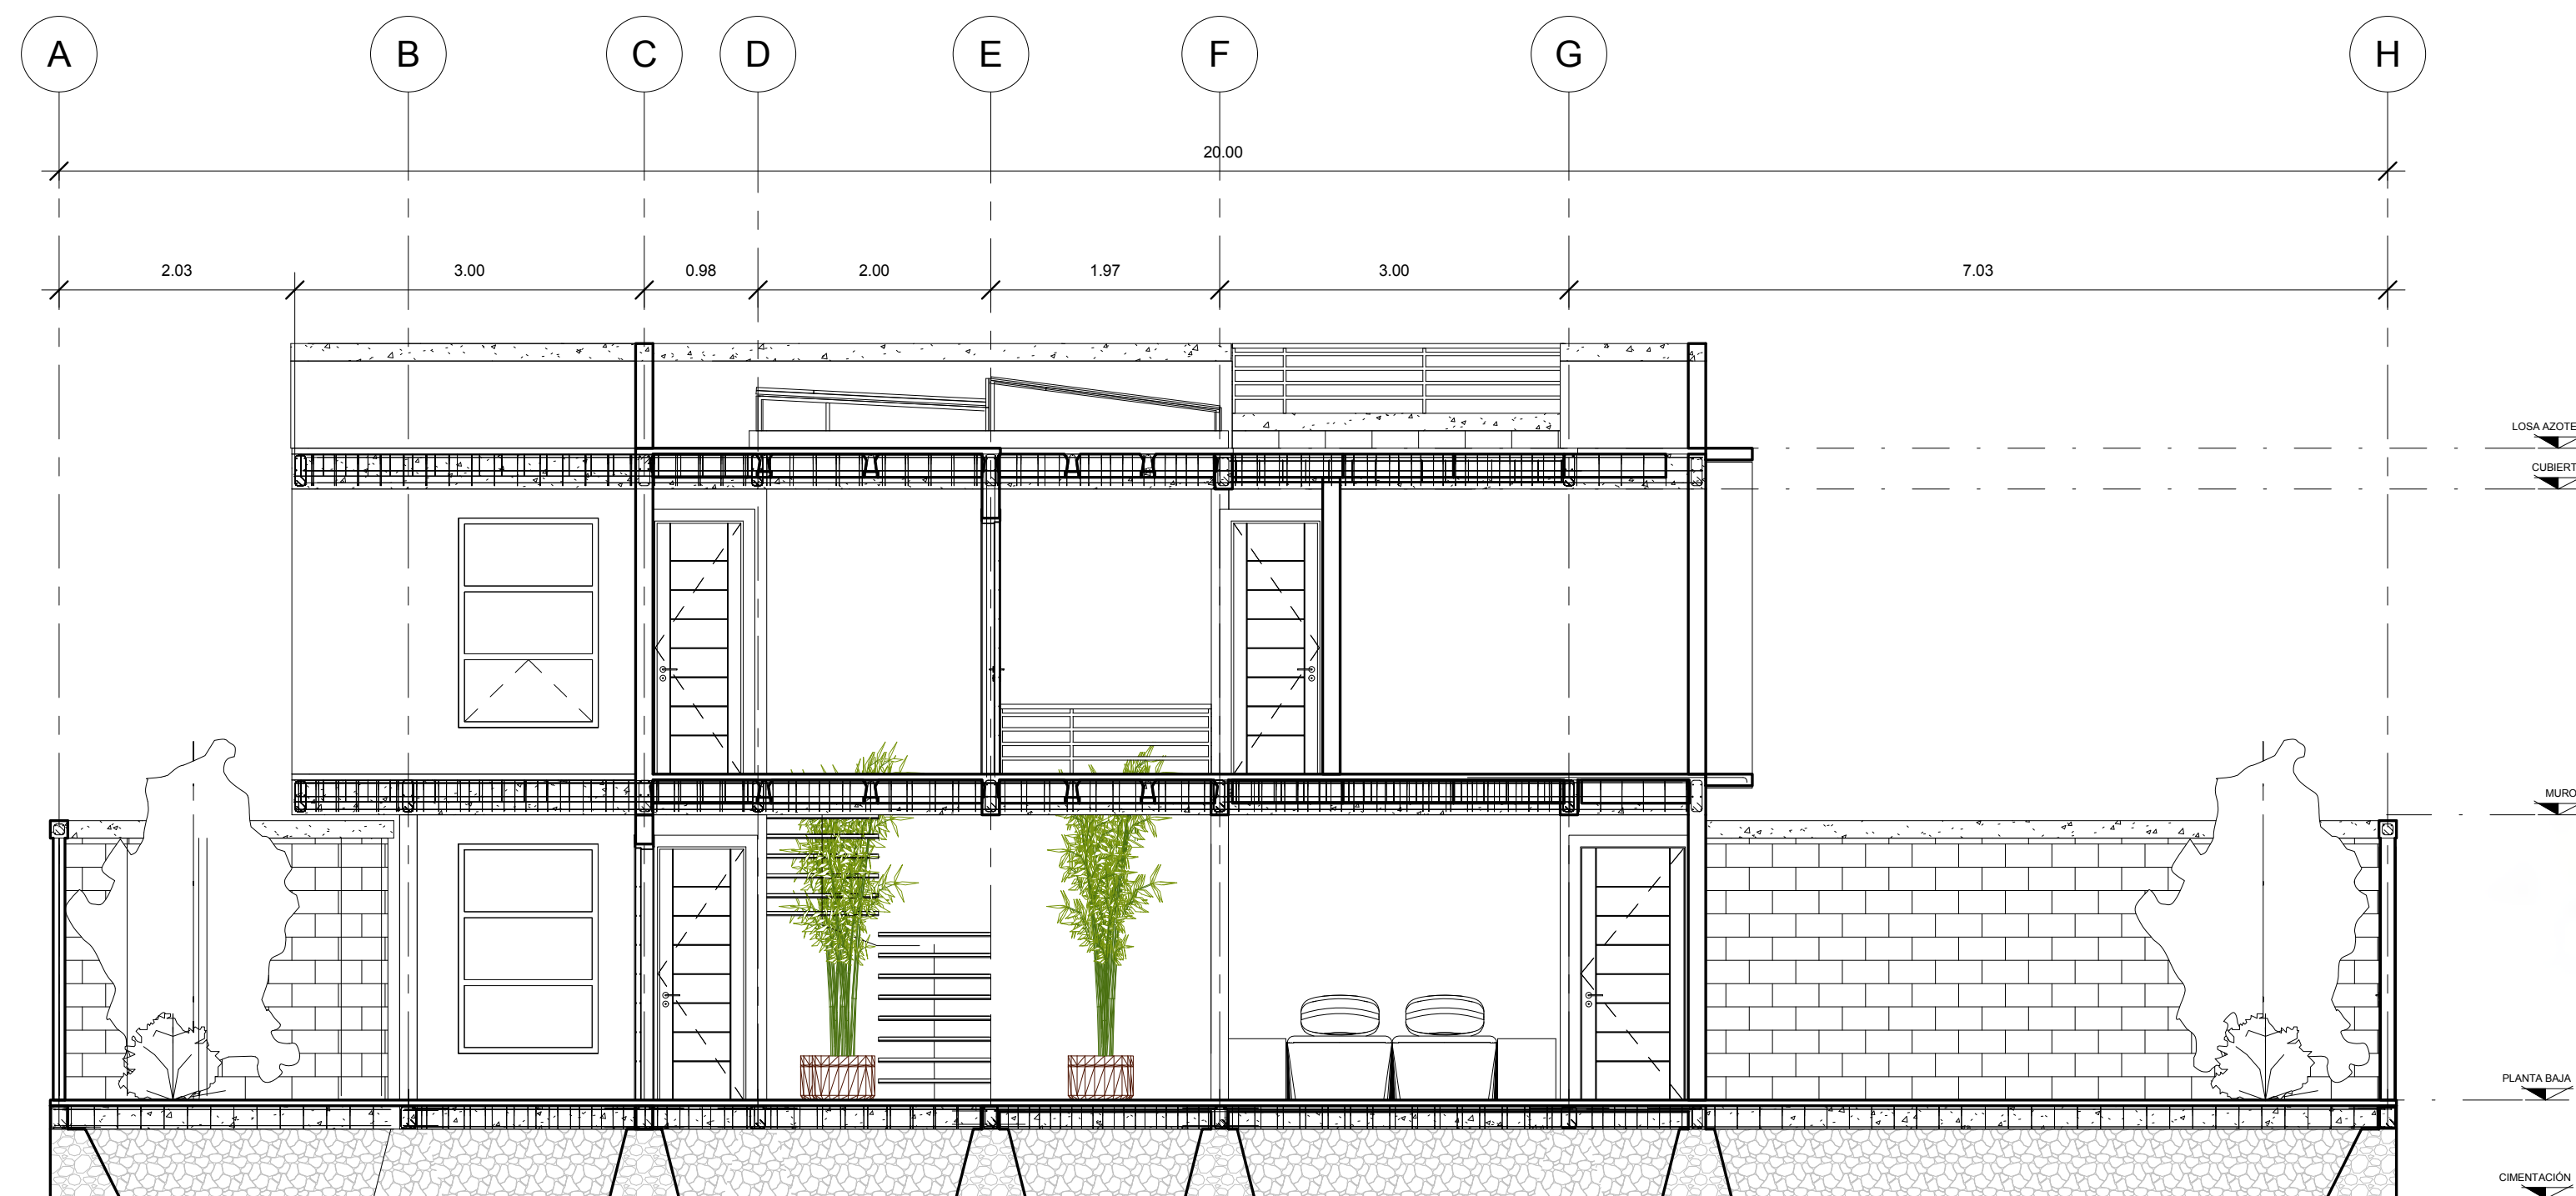 A B C D E F G H
20.00
2.03 3.00 0.98 2.00 1.97 3.00 7.03
LOSA AZOTE
CUBIERT
MURO
PLANTA BAJA
CIMENTACIÓN